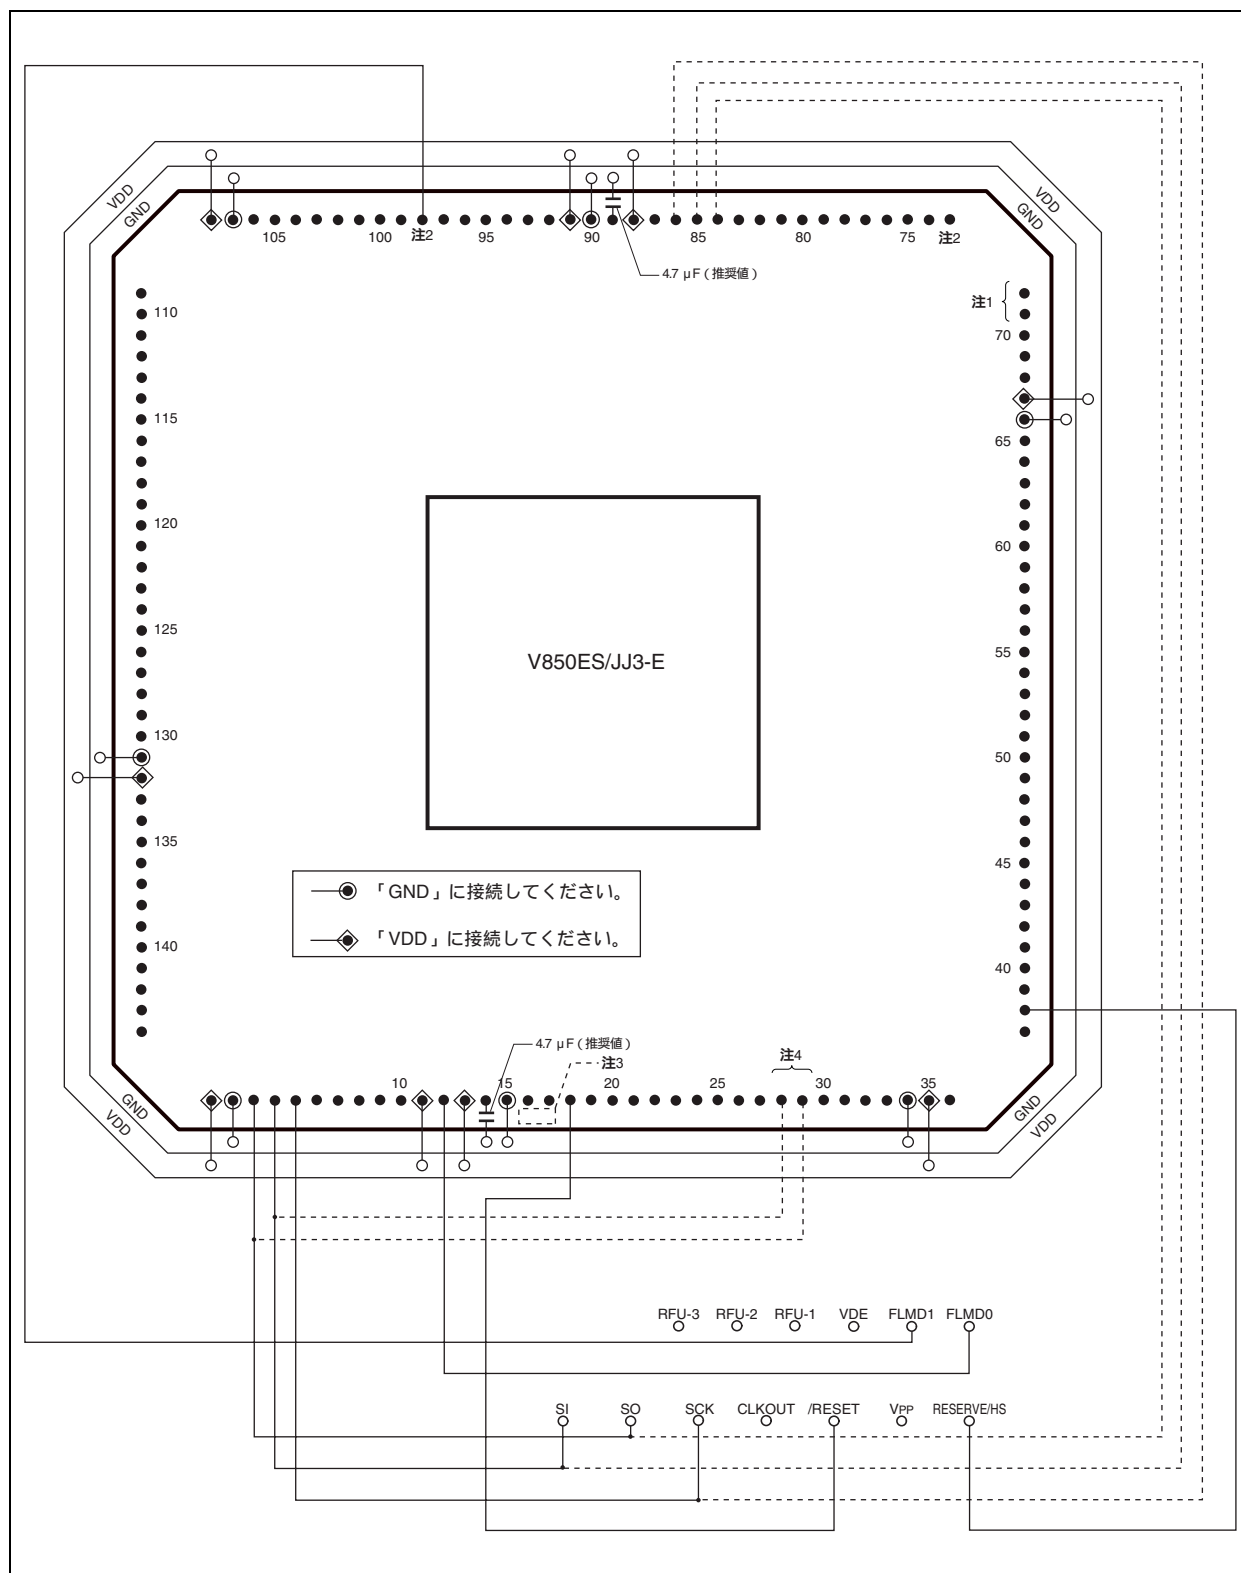 VDD
GND
VDD
GND
105
100
注2
95
90
85
80
75
注2
4.7 μF（推奨値）
注1
110
70
115
65
120
60
125
V850ES/JJ3-E
55
130
50
135
45
「GND」に接続してください。
「VDD」に接続してください。
140
40
4.7 μF（推奨値）
注3
注4
10
15
20
25
30
35
GND
VDD
GND
VDD
RFU-3 RFU-2 RFU-1 VDE FLMD1 FLMD0
SI SO SCK CLKOUT /RESET VPP RESERVE/HS